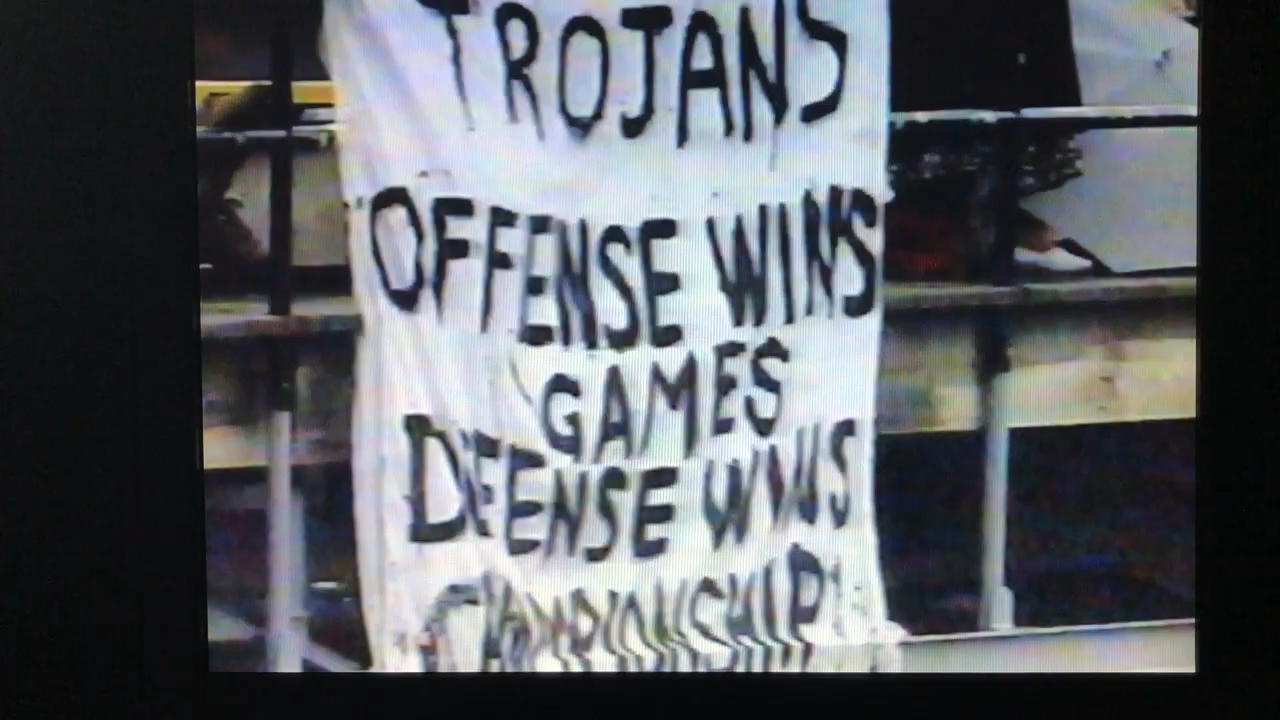 TROJANS
OFFENSE WINS
GAMES
DEFENSE WINS
CHAMPIONSHIP